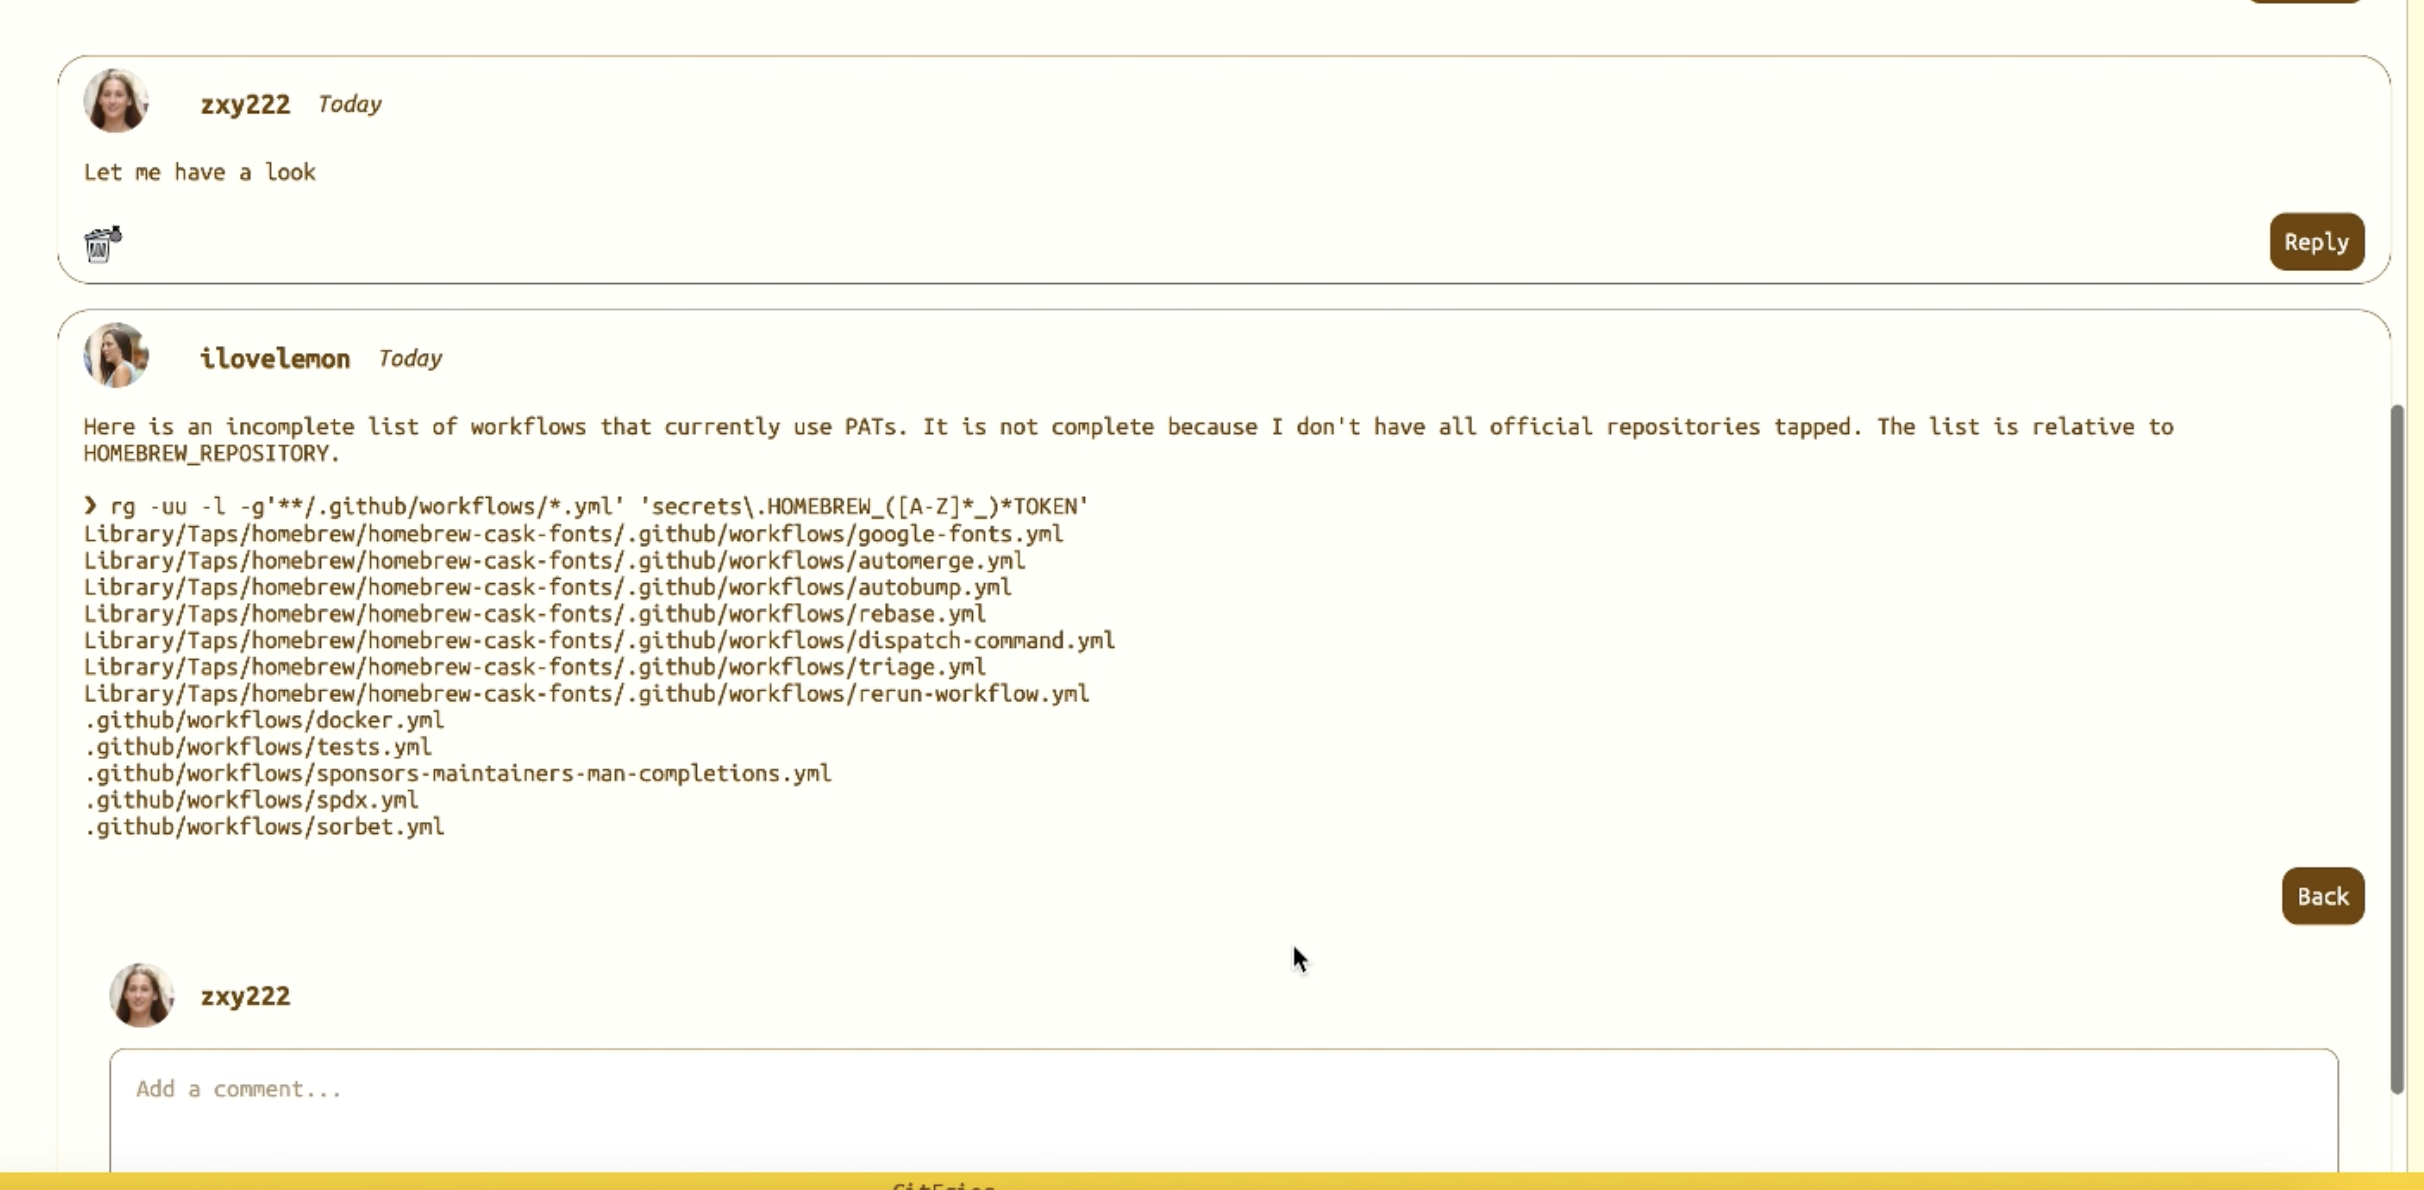 zxy222 Today
Let me have a look
Reply
ilovelemon Today
Here is an incomplete list of workflows that currently use PATs. It is not complete because I don't have all official repositories tapped. The list is relative to
HOMEBREW_REPOSITORY.
❯ rg -uu -l -g'**/.github/workflows/*.yml' 'secrets\.HOMEBREW_([A-Z]*_)*TOKEN'
Library/Taps/homebrew/homebrew-cask-fonts/.github/workflows/google-fonts.yml
Library/Taps/homebrew/homebrew-cask-fonts/.github/workflows/automerge.yml
Library/Taps/homebrew/homebrew-cask-fonts/.github/workflows/autobump.yml
Library/Taps/homebrew/homebrew-cask-fonts/.github/workflows/rebase.yml
Library/Taps/homebrew/homebrew-cask-fonts/.github/workflows/dispatch-command.yml
Library/Taps/homebrew/homebrew-cask-fonts/.github/workflows/triage.yml
Library/Taps/homebrew/homebrew-cask-fonts/.github/workflows/rerun-workflow.yml
.github/workflows/docker.yml
.github/workflows/tests.yml
.github/workflows/sponsors-maintainers-man-completions.yml
.github/workflows/spdx.yml
.github/workflows/sorbet.yml
Back
zxy222
Add a comment...